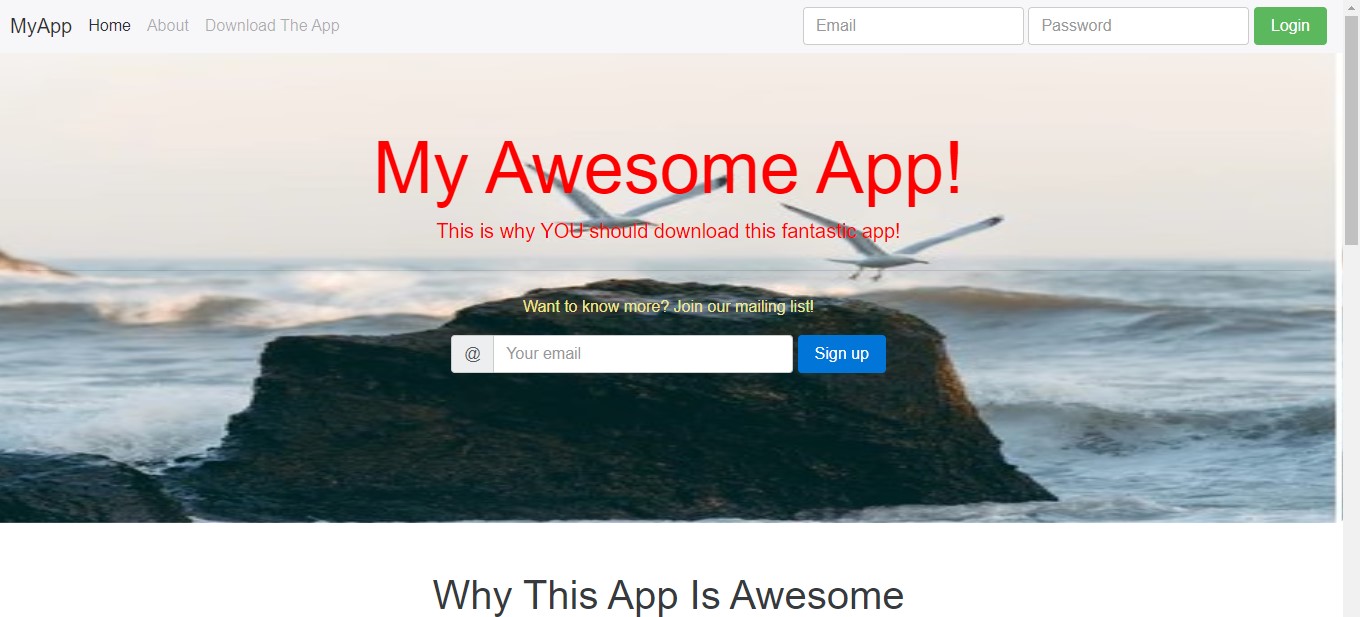 MyApp Home About Download The App Email Password Login
My Awesome App!
This is why YOU should download this fantastic app!
Want to know more? Join our mailing list!
@ Your email Sign up
Why This App Is Awesome